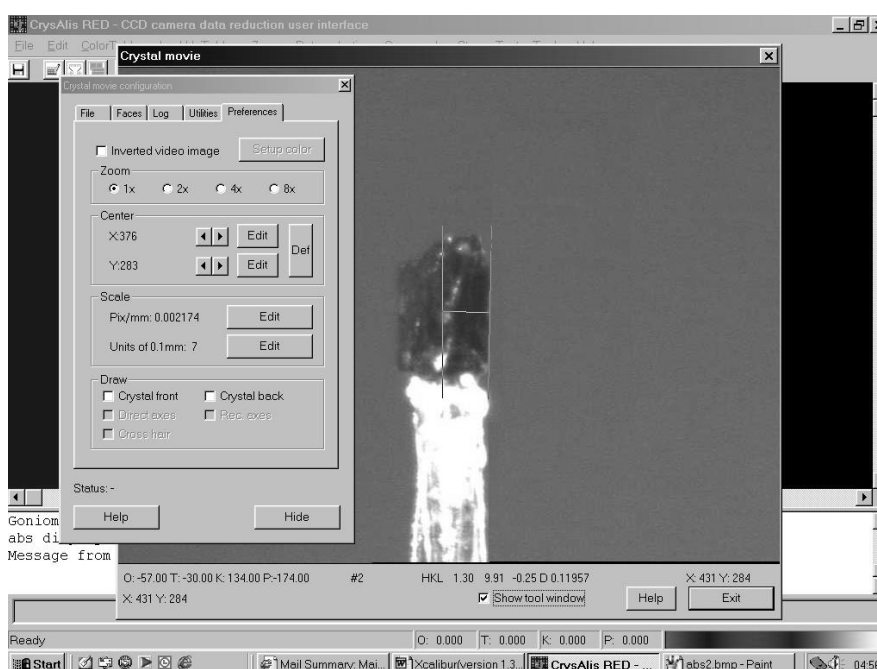 CrysAlis RED - CCD camera data reduction user interface
File Edit ColorT
Crystal movie
Crystal movie configuration
File Faces Log Utilities Preferences
Inverted video image Setup color
Zoom
1x 2x 4x 8x
Center
X:376 Edit
Def
Y:283 Edit
Scale
Pix/mm: 0.002174 Edit
Units of 0.1mm: 7 Edit
Draw
Crystal front Crystal back
Direct axes Rec. axes
Cross hair
Status: -
Help Hide
Goniom
abs di
Message from
O: -57.00 T: -30.00 K: 134.00 P:-174.00 #2 HKL 1.30 9.91 -0.25 D 0.11957 X: 431 Y: 284
X: 431 Y: 284 Show tool window Help Exit
Ready O: 0.000 T: 0.000 K: 0.000 P: 0.000
Start Mail Summary: Mai... Xcalibur(version 1.3... CrysAlis RED - ... abs2.bmp - Paint 04:5